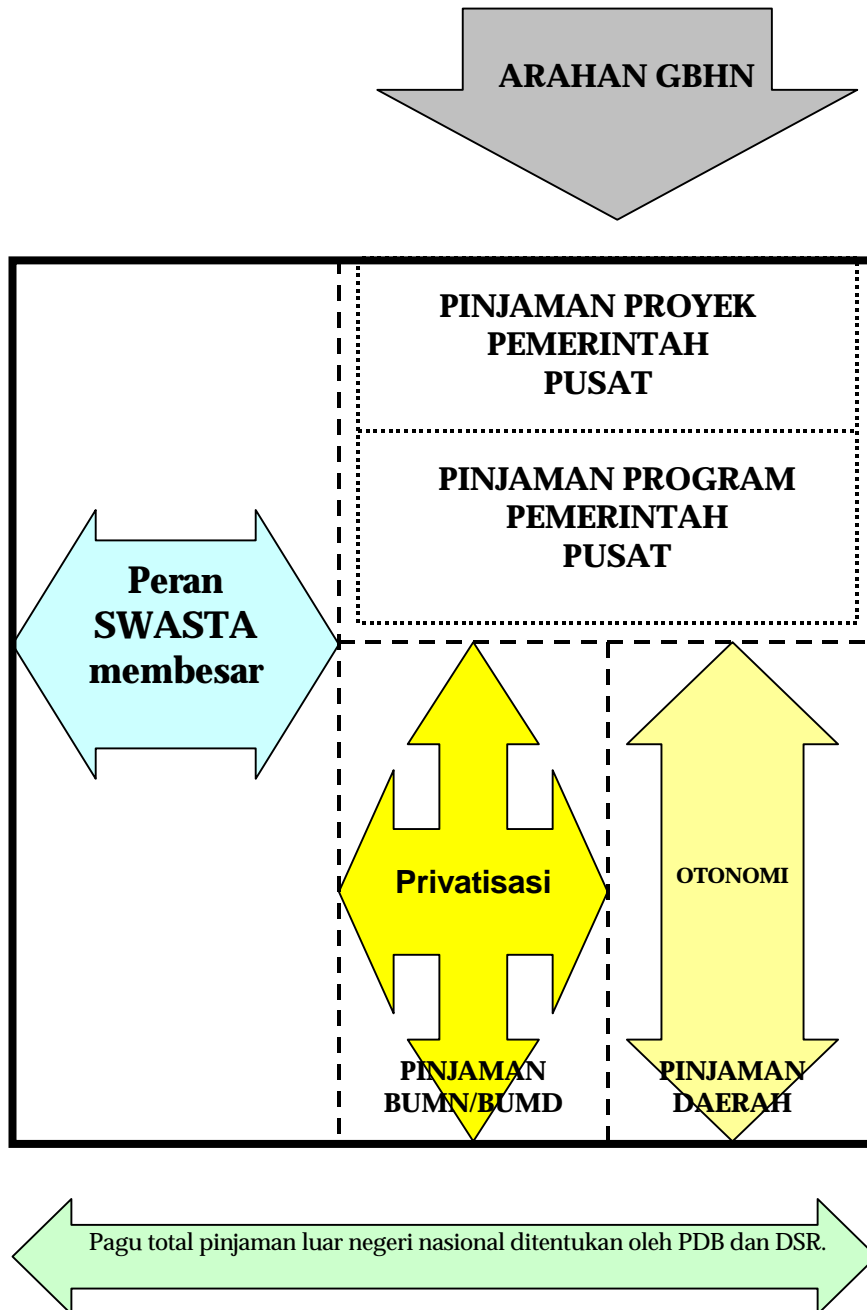 ARAHAN GBHN
PINJAMAN PROYEK
PEMERINTAH
PUSAT
PINJAMAN PROGRAM
PEMERINTAH
PUSAT
Peran
SWASTA
membesar
Privatisasi
OTONOMI
PINJAMAN
BUMN/BUMD
PINJAMAN
DAERAH
Pagu total pinjaman luar negeri nasional ditentukan oleh PDB dan DSR.